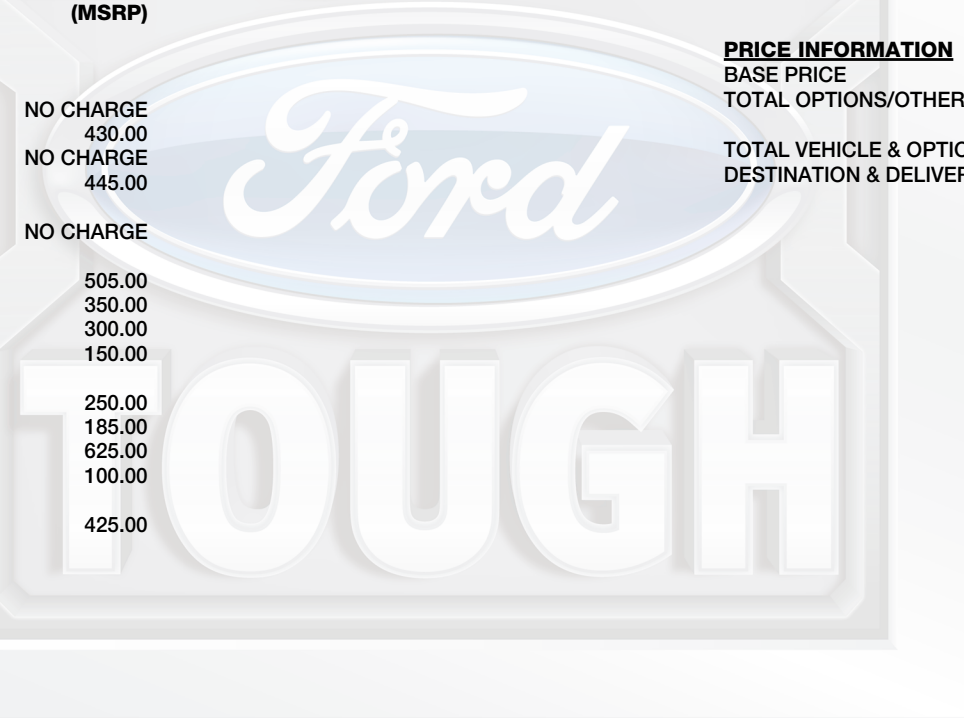 (MSRP)
NO CHARGE
430.00
NO CHARGE
445.00
NO CHARGE
505.00
350.00
300.00
150.00
250.00
185.00
625.00
100.00
425.00
PRICE INFORMATION
BASE PRICE
TOTAL OPTIONS/OTHER
TOTAL VEHICLE & OPTIO
DESTINATION & DELIVER
Ford
TOUGH